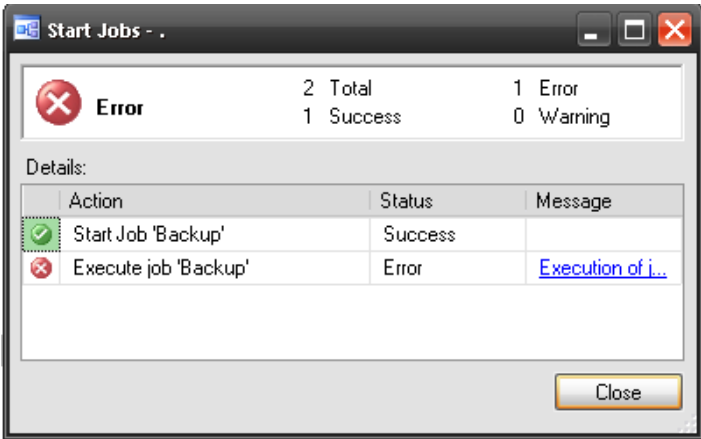 Start Jobs - .
Error
2 Total 1 Error
1 Success 0 Warning
Details:
Action Status Message
Start Job 'Backup' Success
Execute job 'Backup' Error Execution of j...
Close